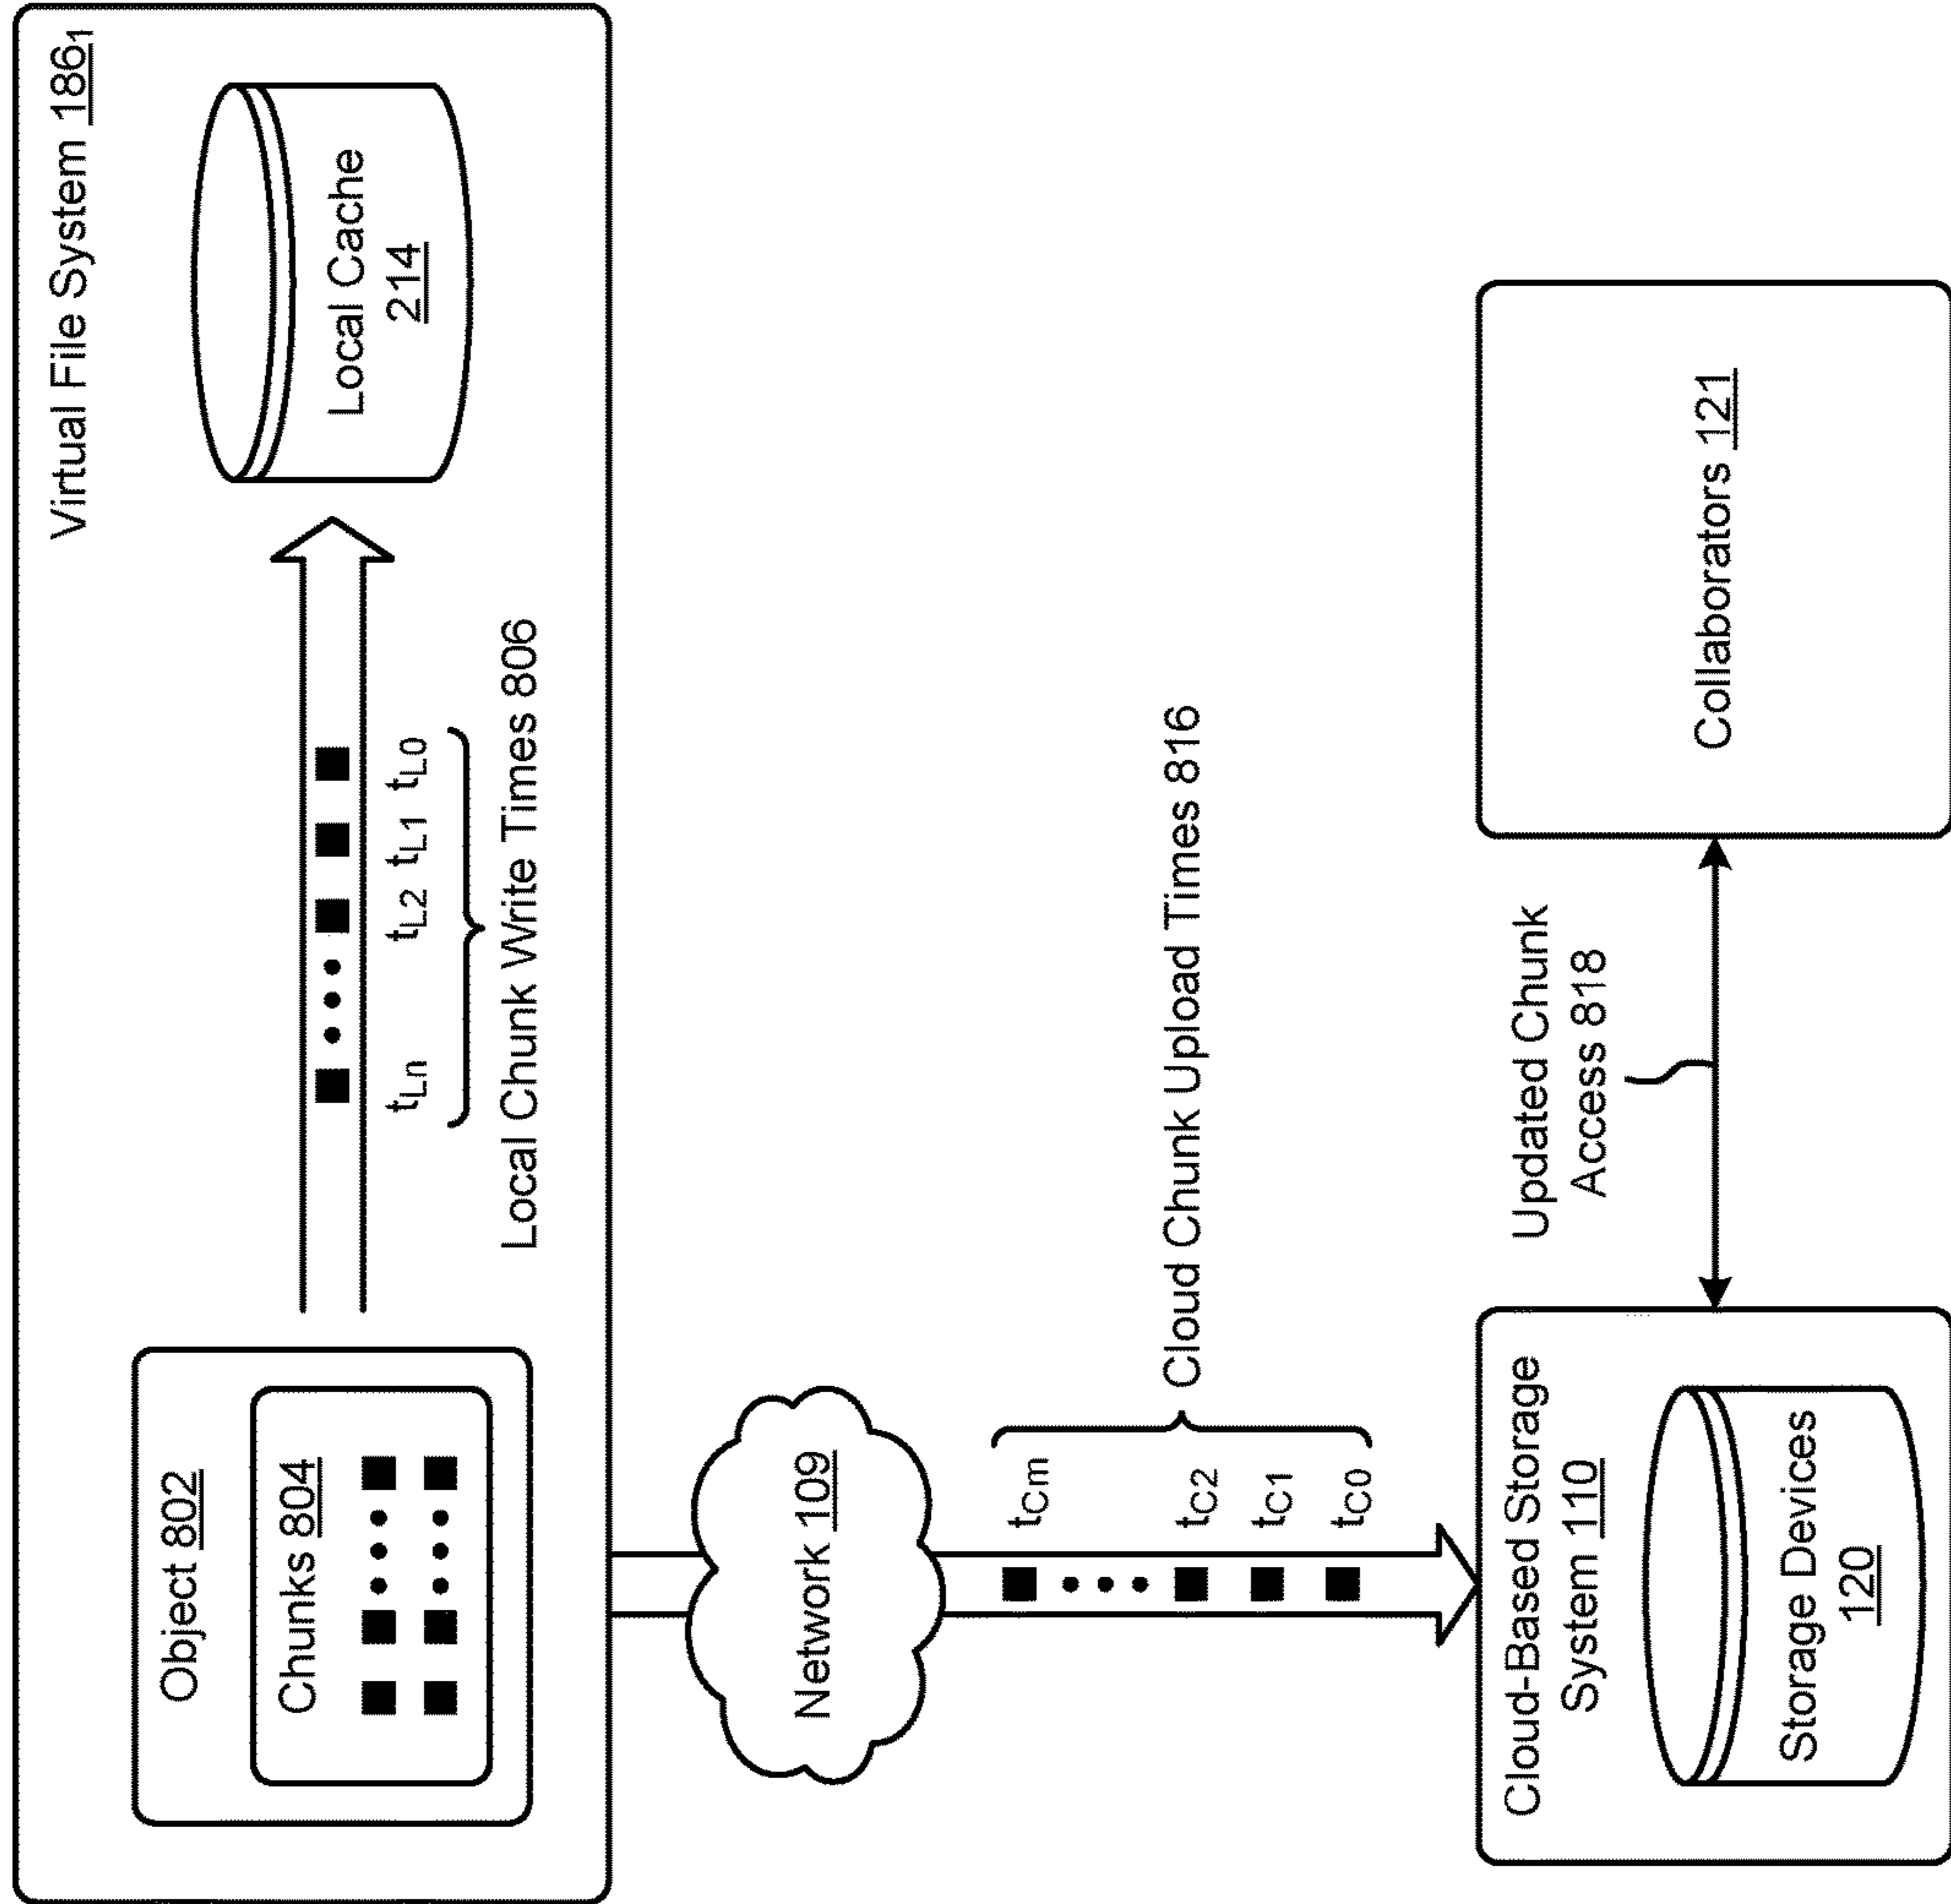 Virtual File System 186₁
Object 802
Chunks 804
Local Cache
214
tLn tL2 tL1 tL0
Local Chunk Write Times 806
Network 109
tCm
tC2
tC1
tC0
Cloud Chunk Upload Times 816
Cloud-Based Storage
System 110
Storage Devices
120
Updated Chunk
Access 818
Collaborators 121